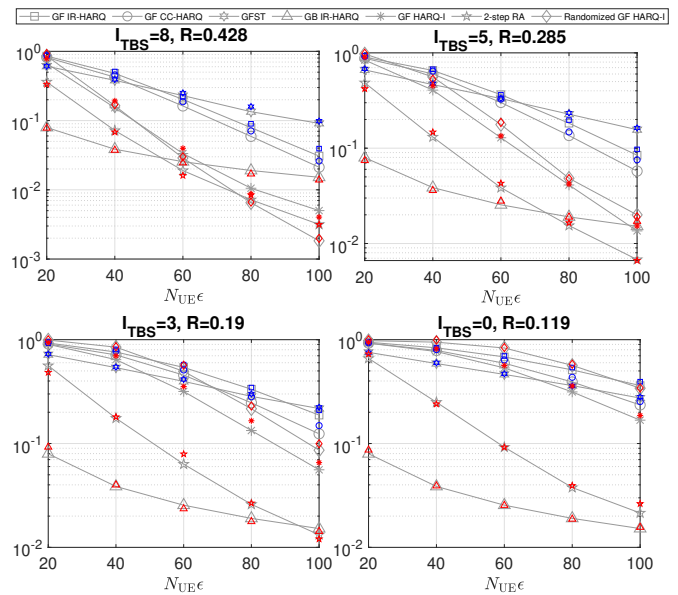 GF IR-HARQ GF CC-HARQ GFST GB IR-HARQ GF HARQ-I 2-step RA Randomized GF HARQ-I
I_TBS=8, R=0.428
I_TBS=5, R=0.285
10^0
10^-1
10^-2
10^-3
20 40 60 80 100
N_UE ϵ
10^0
10^-1
10^-2
20 40 60 80 100
N_UE ϵ
I_TBS=3, R=0.19
I_TBS=0, R=0.119
10^0
10^-1
10^-2
20 40 60 80 100
N_UE ϵ
10^0
10^-1
10^-2
20 40 60 80 100
N_UE ϵ